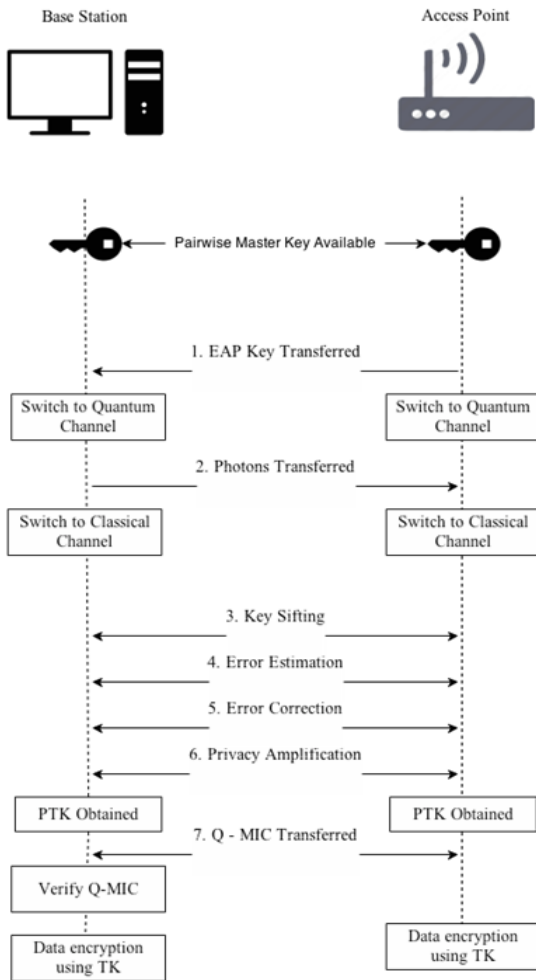 Base Station
Access Point
Pairwise Master Key Available
1. EAP Key Transferred
Switch to Quantum
Channel
Switch to Quantum
Channel
2. Photons Transferred
Switch to Classical
Channel
Switch to Classical
Channel
3. Key Sifting
4. Error Estimation
5. Error Correction
6. Privacy Amplification
PTK Obtained
PTK Obtained
7. Q - MIC Transferred
Verify Q-MIC
Data encryption
using TK
Data encryption
using TK